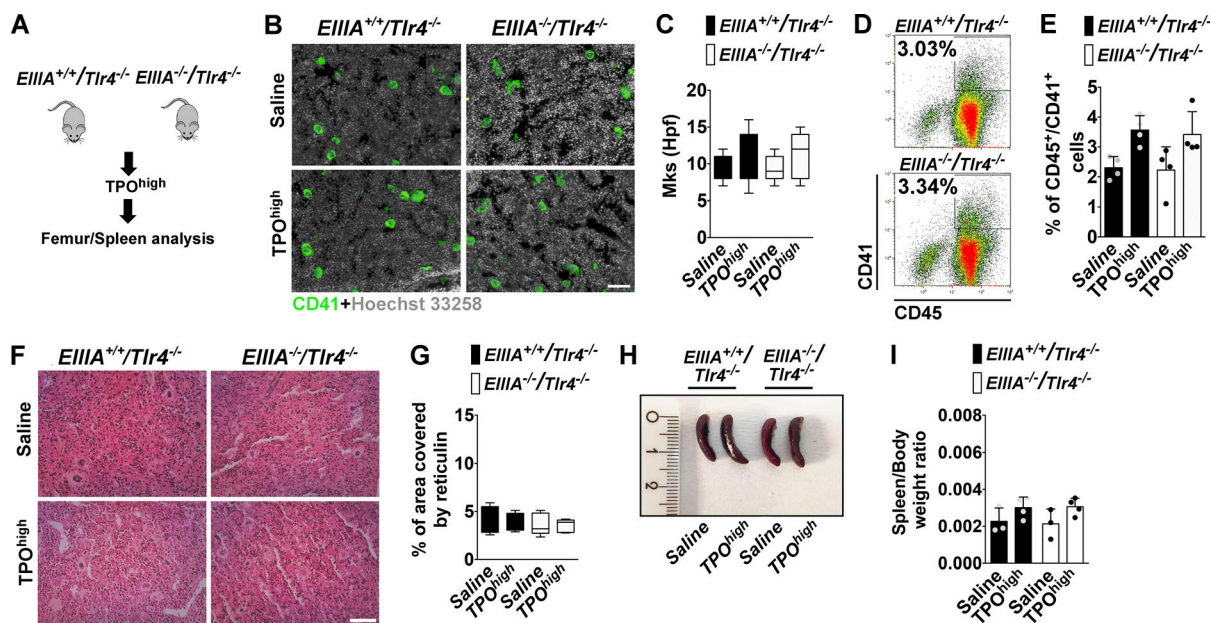 A
EIIIA+/+/Tlr4-/- EIIIA-/-/Tlr4-/-
TPOhigh
Femur/Spleen analysis
B
EIIIA+/+/Tlr4-/- EIIIA-/-/Tlr4-/-
Saline
TPOhigh
CD41+Hoechst 33258
C
EIIIA+/+/Tlr4-/-
EIIIA-/-/Tlr4-/-
Mks (Hpf)
20
15
10
5
0
Saline
TPOhigh
Saline
TPOhigh
D
EIIIA+/+/Tlr4-/-
3.03%
EIIIA-/-/Tlr4-/-
3.34%
CD41
CD45
E
EIIIA+/+/Tlr4-/-
EIIIA-/-/Tlr4-/-
% of CD45+/CD41+
cells
5
4
3
2
1
0
Saline
TPOhigh
Saline
TPOhigh
F
EIIIA+/+/Tlr4-/- EIIIA-/-/Tlr4-/-
Saline
TPOhigh
G
EIIIA+/+/Tlr4-/-
EIIIA-/-/Tlr4-/-
% of area covered
by reticulin
15
10
5
0
Saline
TPOhigh
Saline
TPOhigh
H
EIIIA+/+/ EIIIA-/-/
Tlr4-/- Tlr4-/-
0
1
2
Saline
TPOhigh
Saline
TPOhigh
I
EIIIA+/+/Tlr4-/-
EIIIA-/-/Tlr4-/-
Spleen/Body
weight ratio
0.008
0.006
0.004
0.002
0.000
Saline
TPOhigh
Saline
TPOhigh